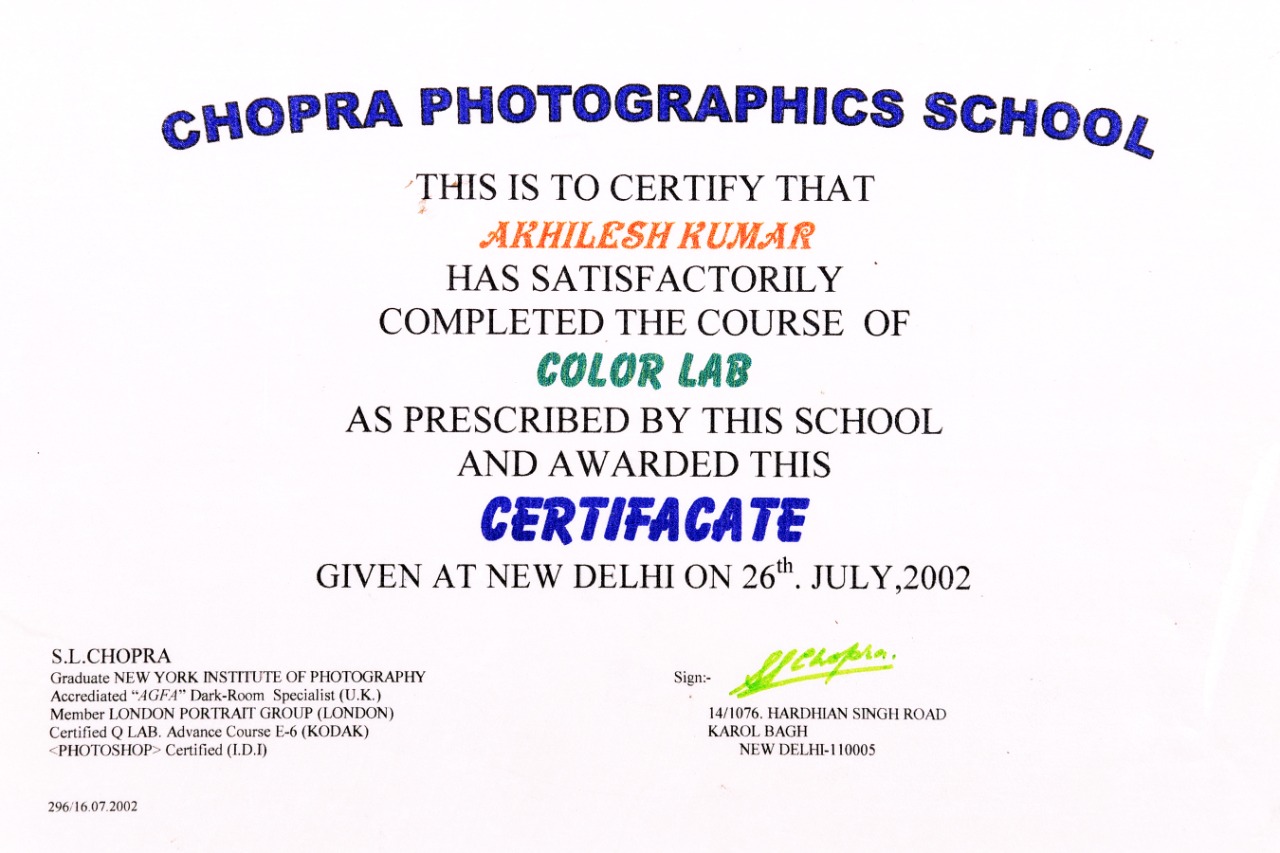 CHOPRA PHOTOGRAPHICS SCHOOL
THIS IS TO CERTIFY THAT
AKHILESH KUMAR
HAS SATISFACTORILY
COMPLETED THE COURSE OF
COLOR LAB
AS PRESCRIBED BY THIS SCHOOL
AND AWARDED THIS
CERTIFACATE
GIVEN AT NEW DELHI ON 26th. JULY,2002
S.L.CHOPRA
Graduate NEW YORK INSTITUTE OF PHOTOGRAPHY
Accrediated “AGFA” Dark-Room Specialist (U.K.)
Member LONDON PORTRAIT GROUP (LONDON)
Certified Q LAB. Advance Course E-6 (KODAK)
<PHOTOSHOP> Certified (I.D.I)
Sign:- SLChopra.
14/1076. HARDHIAN SINGH ROAD
KAROL BAGH
NEW DELHI-110005
296/16.07.2002